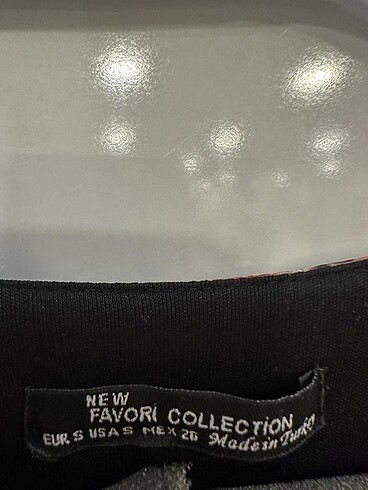 NEW
FAVORI COLLECTION
EUR.S USA S MEX 26 Made in Turkey